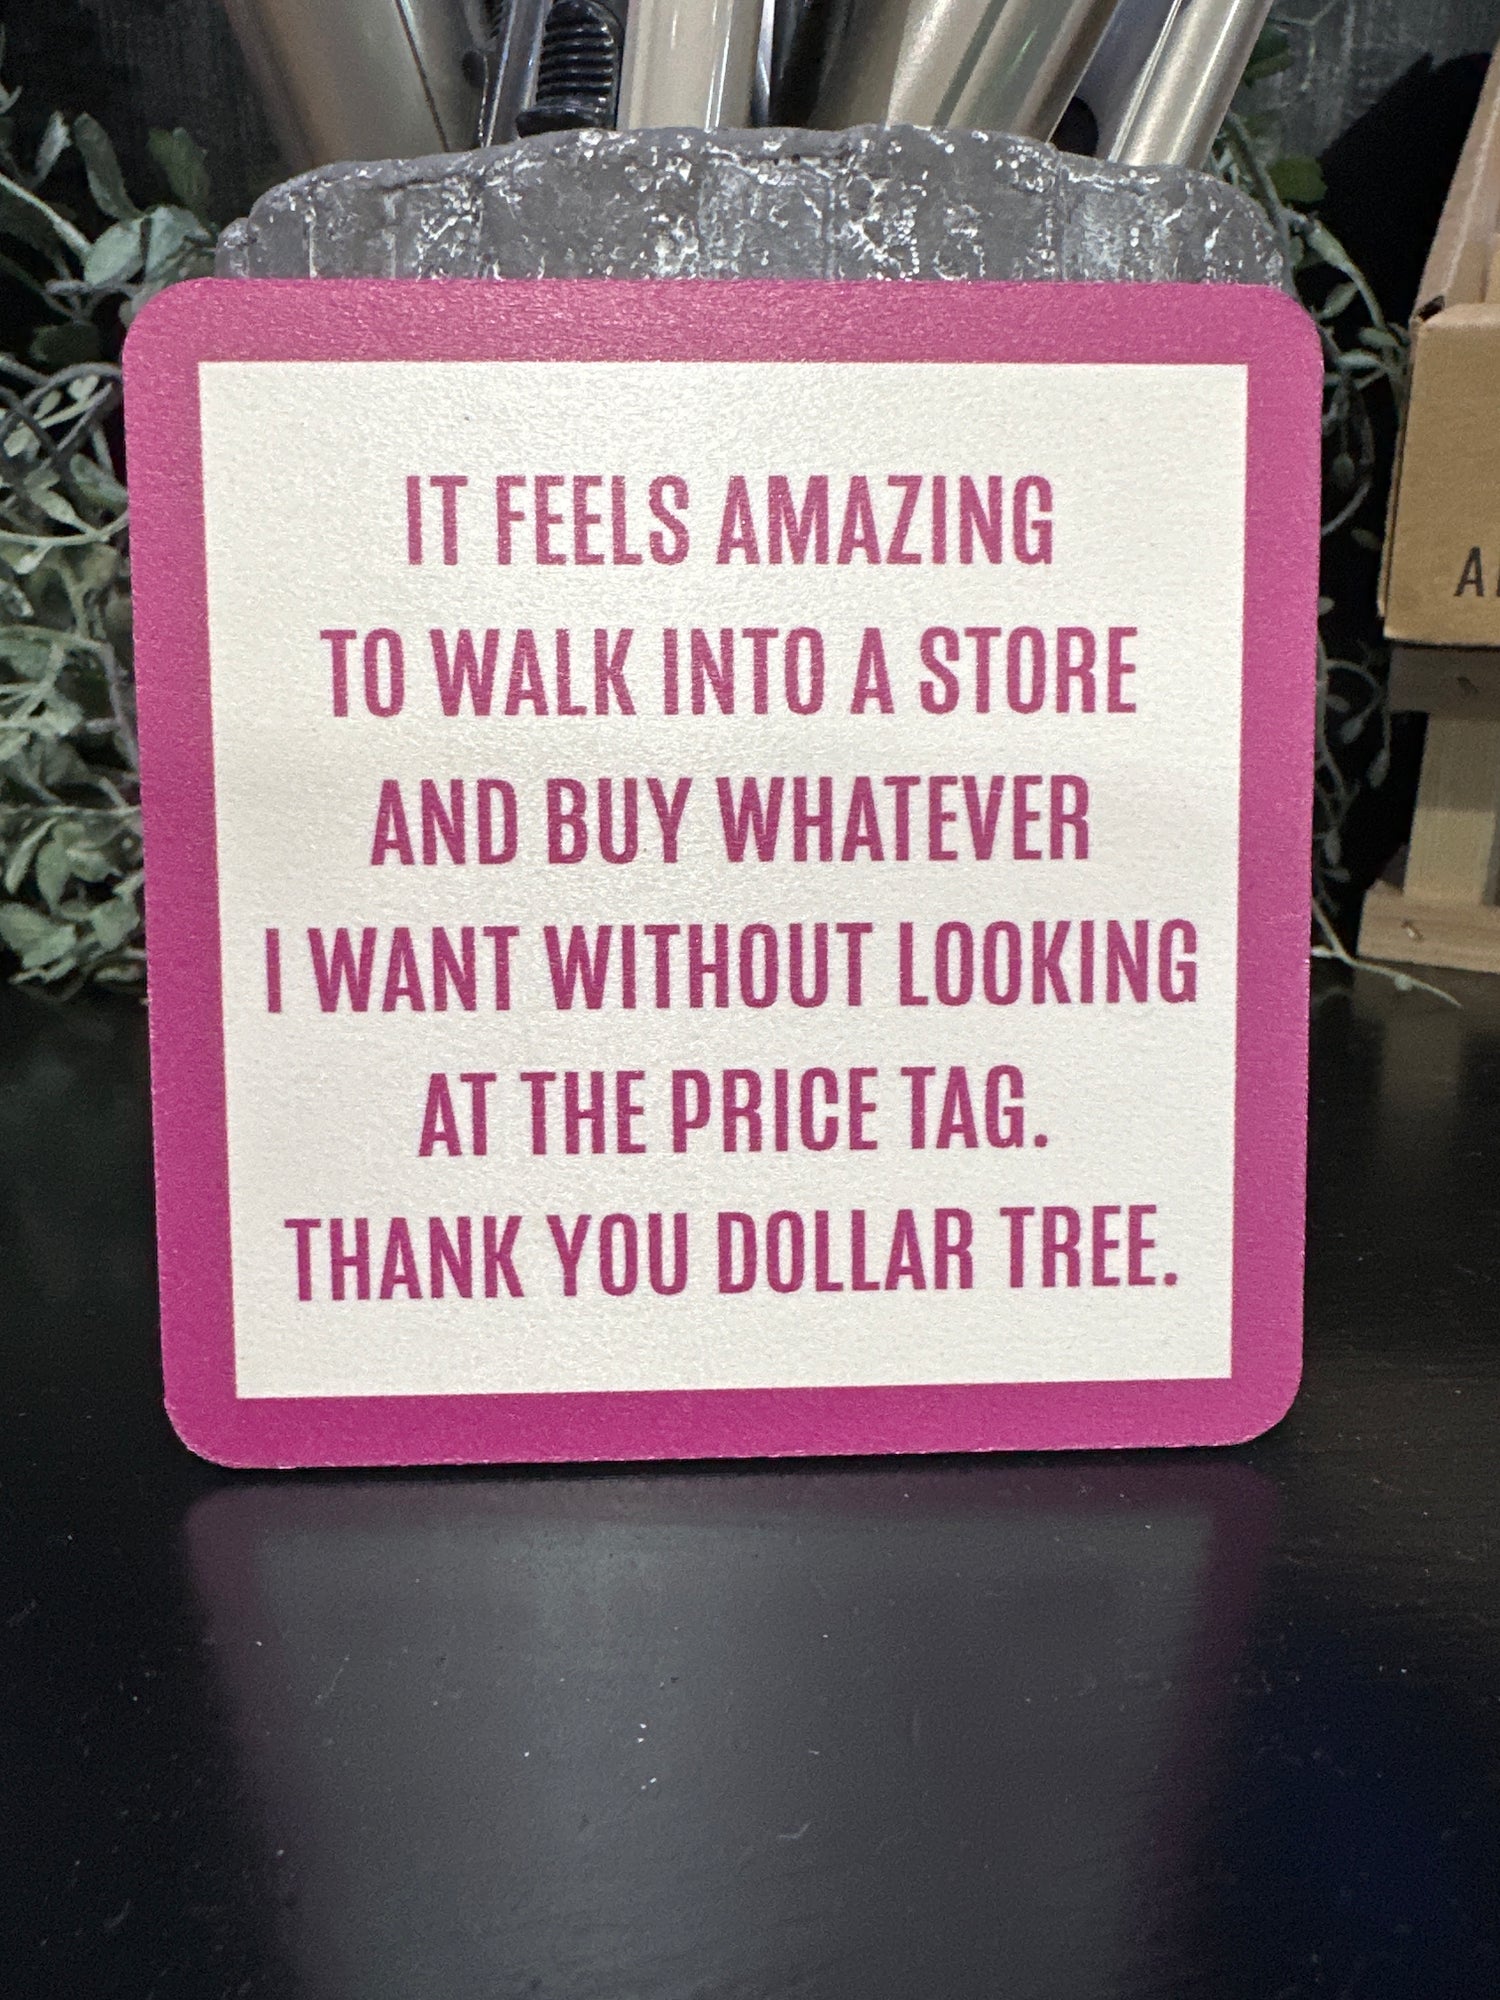 IT FEELS AMAZING
TO WALK INTO A STORE
AND BUY WHATEVER
I WANT WITHOUT LOOKING
AT THE PRICE TAG.
THANK YOU DOLLAR TREE.